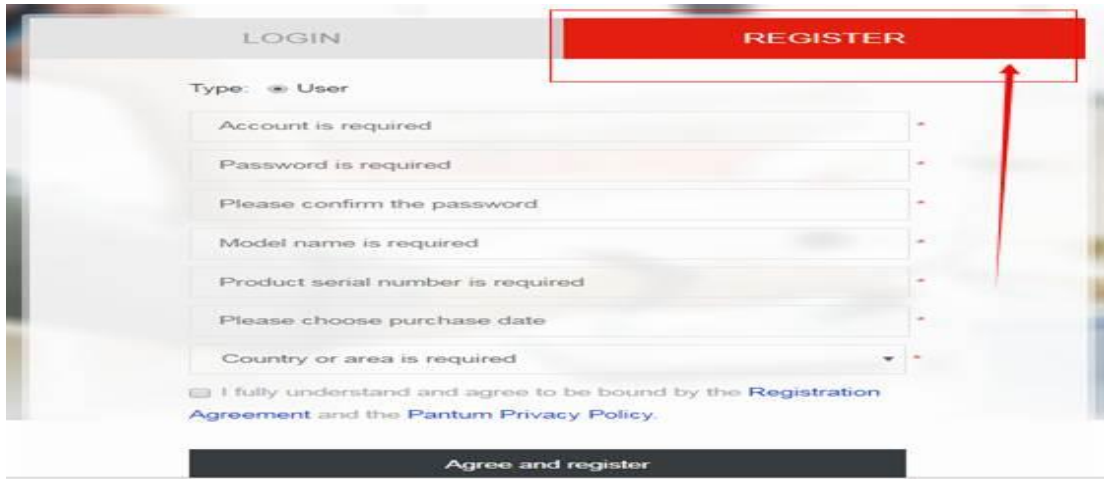 LOGIN REGISTER
Type: User
Account is required *
Password is required *
Please confirm the password *
Model name is required *
Product serial number is required *
Please choose purchase date *
Country or area is required *
I fully understand and agree to be bound by the Registration
Agreement and the Pantum Privacy Policy.
Agree and register